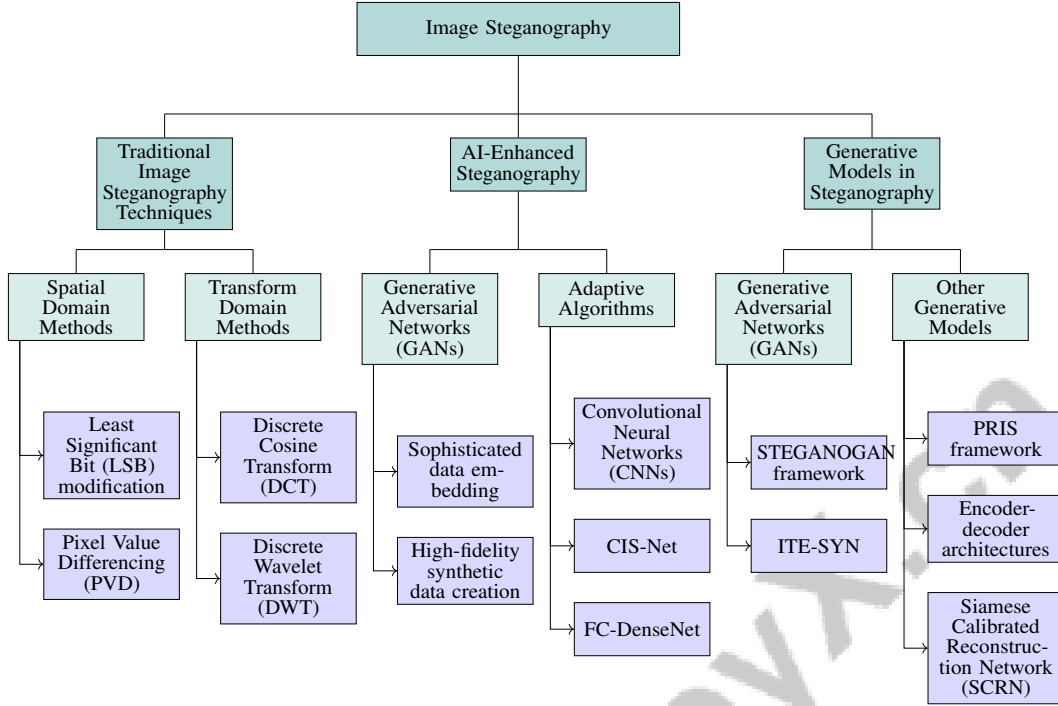 Image Steganography
Traditional
Image
Steganography
Techniques
AI-Enhanced
Steganography
Generative
Models in
Steganography
Spatial
Domain
Methods
Transform
Domain
Methods
Generative
Adversarial
Networks
(GANs)
Adaptive
Algorithms
Generative
Adversarial
Networks
(GANs)
Other
Generative
Models
Least
Significant
Bit (LSB)
modification
Pixel Value
Differencing
(PVD)
Discrete
Cosine
Transform
(DCT)
Discrete
Wavelet
Transform
(DWT)
Sophisticated
data em-
bedding
High-fidelity
synthetic
data creation
Convolutional
Neural
Networks
(CNNs)
CIS-Net
FC-DenseNet
STEGANOGAN
framework
ITE-SYN
PRIS
framework
Encoder-
decoder
architectures
Siamese
Calibrated
Reconstruc-
tion Network
(SCRN)